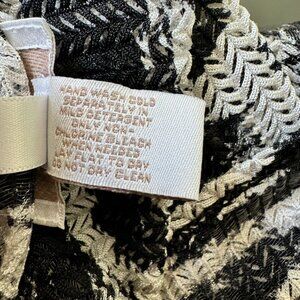 HAND WASH COLD
SEPARATELY
MILD DETERGENT
ONLY NON-
CHLORINE BLEACH
WHEN NEEDED
LAY FLAT TO DRY
DO NOT DRY CLEAN